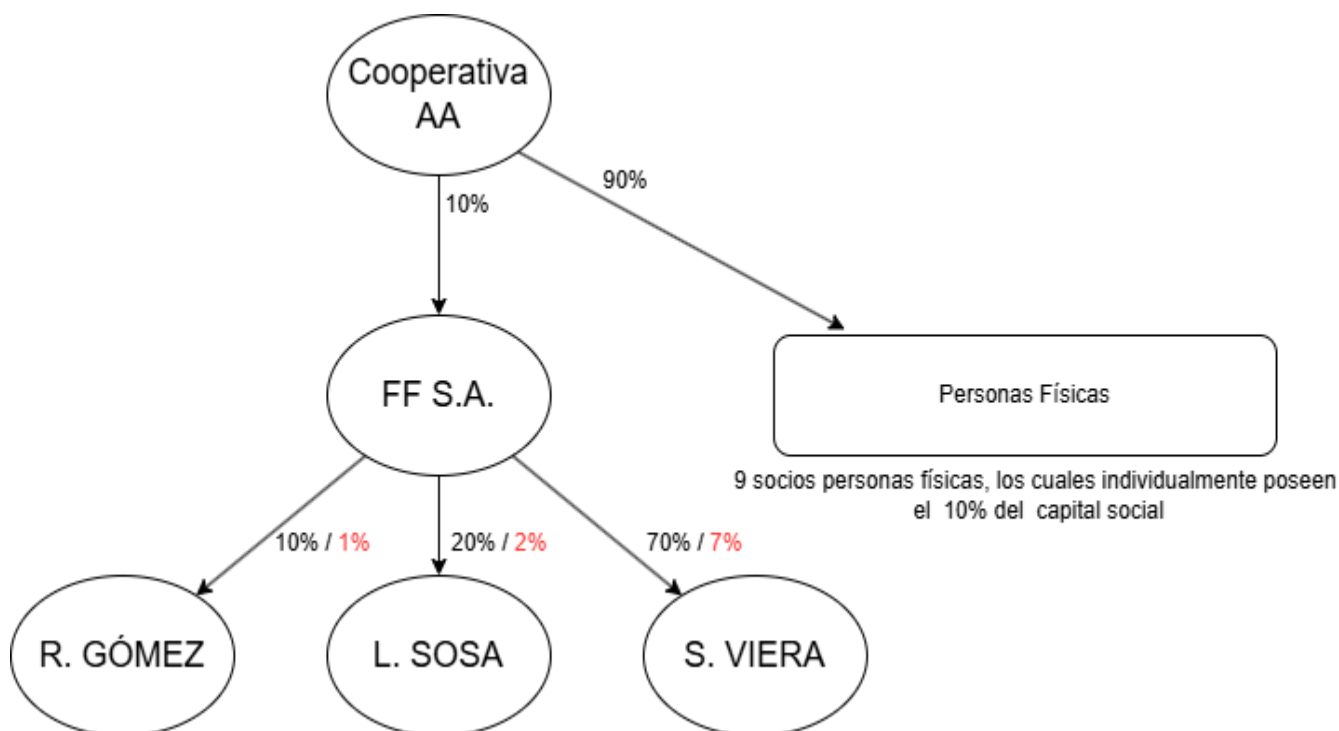 Cooperativa
AA
90%
10%
FF S.A.
Personas Físicas
9 socios personas físicas, los cuales individualmente poseen
el 10% del capital social
10% / 1%
20% / 2%
70% / 7%
R. GÓMEZ
L. SOSA
S. VIERA